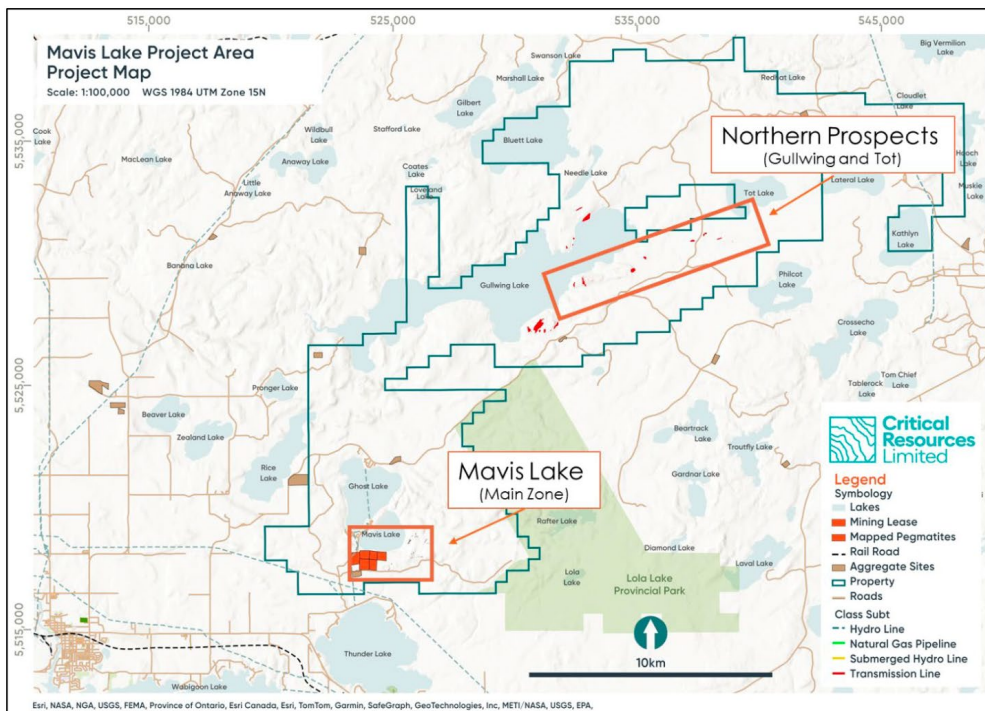 515,000
525,000
535,000
545,000
Mavis Lake Project Area
Project Map
Scale: 1:100,000 WGS 1984 UTM Zone 15N
Swanson Lake
Marshall Lake
Big Vermilion
Lake
Redhat Lake
Cloudlet
Lake
Gilbert
Lake
Cook
Lake
5,535,000
Wildbull
Lake
Stafford Lake
Bluett
Lake
Northern Prospects
(Gullwing and Tot)
MacLean Lake
Anaway Lake
Coates
Lake
Needle Lake
Hooch
Lake
Little
Anaway Lake
Loveland
Lake
Tot Lake
Lateral Lake
Muskie
Lake
Kathlyn
Lake
Banana Lake
Gullwing Lake
Philcot
Lake
Crossecho
Lake
5,525,000
Pronger Lake
Tom Chief
Lake
Tablerock
Lake
Beaver Lake
Zealand Lake
Beartrack
Lake
Troutfly Lake
Critical
Resources
Limited
Rice
Lake
Ghost Lake
Mavis Lake
(Main Zone)
Gardnar Lake
Legend
Symbology
Lakes
Mining Lease
Mapped Pegmatites
Rail Road
Aggregate Sites
Property
Roads
Class Subt
Hydro Line
Natural Gas Pipeline
Submerged Hydro Line
Transmission Line
Mavis Lake
Rafter Lake
Diamond Lake
Laval Lake
Lola
Lake
Lola Lake
Provincial Park
5,515,000
Thunder Lake
10km
Wabigoon Lake
Esri, NASA, NGA, USGS, FEMA, Province of Ontario, Esri Canada, Esri, TomTom, Garmin, SafeGraph, GeoTechnologies, Inc, METI/NASA, USGS, EPA,